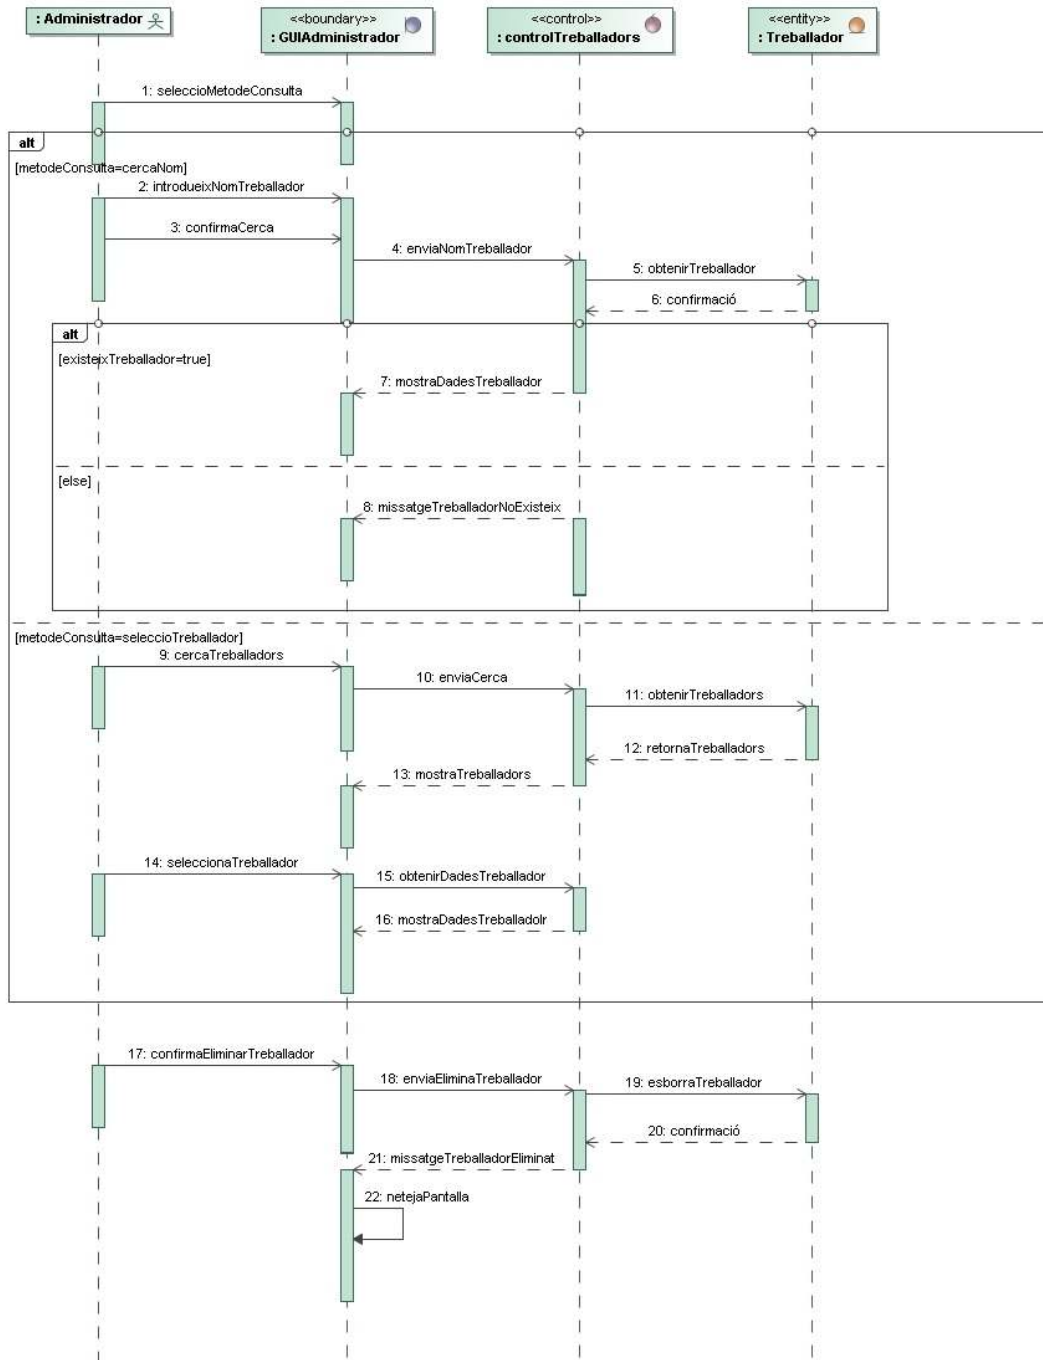 : Administrador
<<boundary>>
: GUIAdministrador
<<control>>
: controlTreballadors
<<entity>>
: Treballador
1: seleccioMetodeConsulta
alt
[metodeConsulta=cercaNom]
2: introdueixNomTreballador
3: confirmaCerca
4: enviaNomTreballador
5: obtenirTreballador
6: confirmació
alt
[existeixTreballador=true]
7: mostraDadesTreballador
[else]
8: missatgeTreballadorNoExisteix
[metodeConsulta=seleccioTreballador]
9: cercaTreballadors
10: enviaCerca
11: obtenirTreballadors
12: retornaTreballadors
13: mostraTreballadors
14: seleccionaTreballador
15: obtenirDadesTreballador
16: mostraDadesTreballadolr
17: confirmaEliminarTreballador
18: enviaEliminaTreballador
19: esborraTreballador
20: confirmació
21: missatgeTreballadorEliminat
22: netejaPantalla